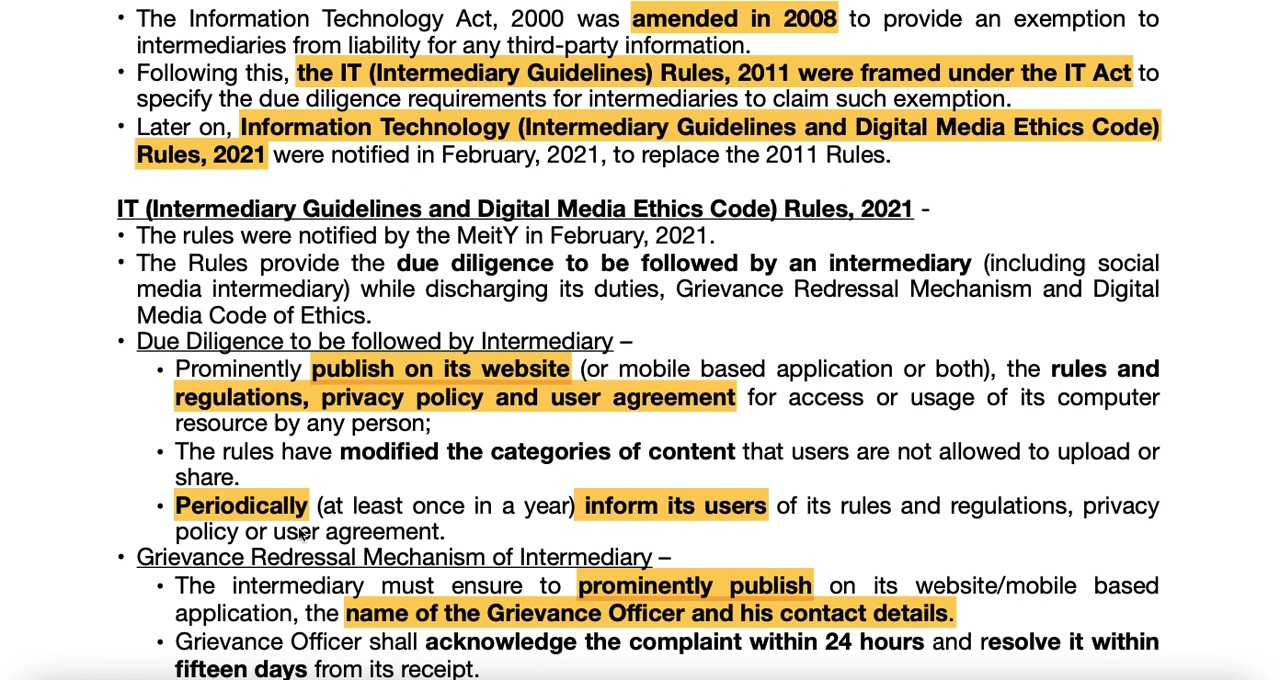 • The Information Technology Act, 2000 was amended in 2008 to provide an exemption to
intermediaries from liability for any third-party information.
• Following this, the IT (Intermediary Guidelines) Rules, 2011 were framed under the IT Act to
specify the due diligence requirements for intermediaries to claim such exemption.
• Later on, Information Technology (Intermediary Guidelines and Digital Media Ethics Code)
Rules, 2021 were notified in February, 2021, to replace the 2011 Rules.
IT (Intermediary Guidelines and Digital Media Ethics Code) Rules, 2021 -
• The rules were notified by the MeitY in February, 2021.
• The Rules provide the due diligence to be followed by an intermediary (including social
media intermediary) while discharging its duties, Grievance Redressal Mechanism and Digital
Media Code of Ethics.
• Due Diligence to be followed by Intermediary –
• Prominently publish on its website (or mobile based application or both), the rules and
regulations, privacy policy and user agreement for access or usage of its computer
resource by any person;
• The rules have modified the categories of content that users are not allowed to upload or
share.
• Periodically (at least once in a year) inform its users of its rules and regulations, privacy
policy or user agreement.
• Grievance Redressal Mechanism of Intermediary –
• The intermediary must ensure to prominently publish on its website/mobile based
application, the name of the Grievance Officer and his contact details.
• Grievance Officer shall acknowledge the complaint within 24 hours and resolve it within
fifteen days from its receipt.